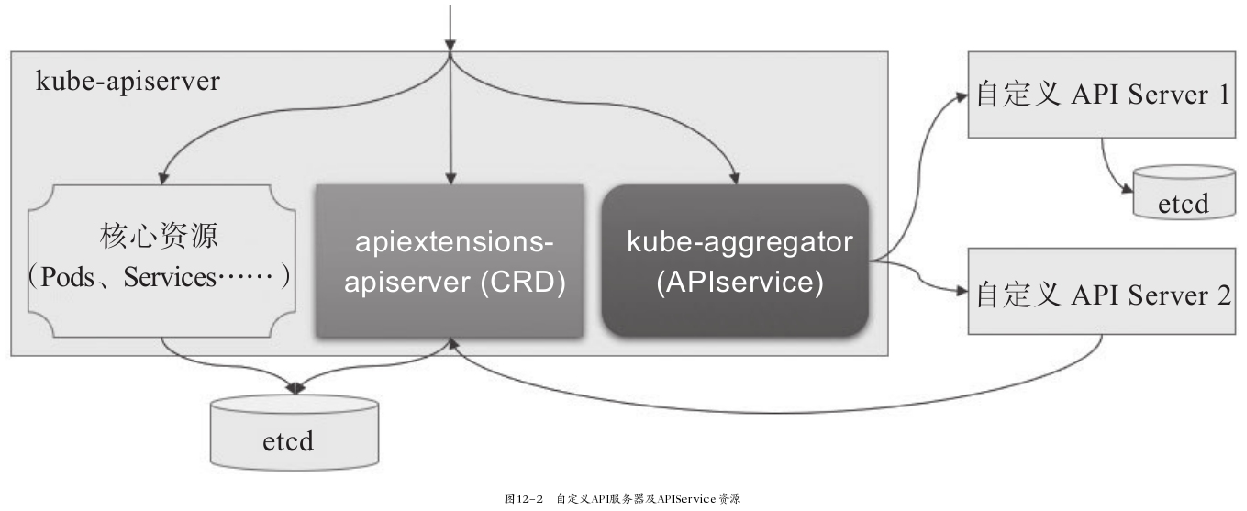 kube-apiserver
核心资源
（Pods、Services……）
apiextensions-
apiserver (CRD)
kube-aggregator
(APIservice)
自定义 API Server 1
etcd
自定义 API Server 2
etcd
图12-2 自定义API服务器及APIService资源